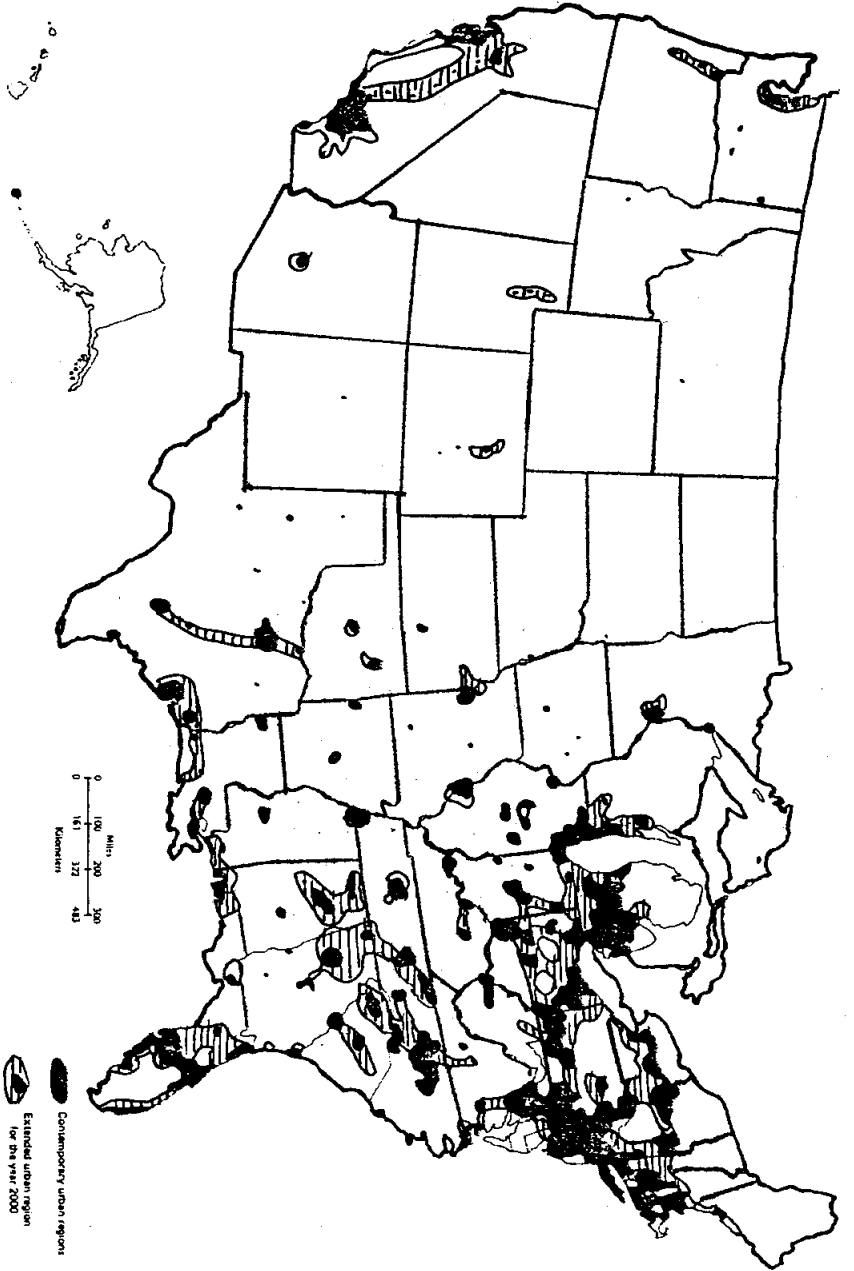 Contemporary urban regions
Extended urban region
for the year 2000
Miles
0 100 200 300
0 161 322 483
Kilometers